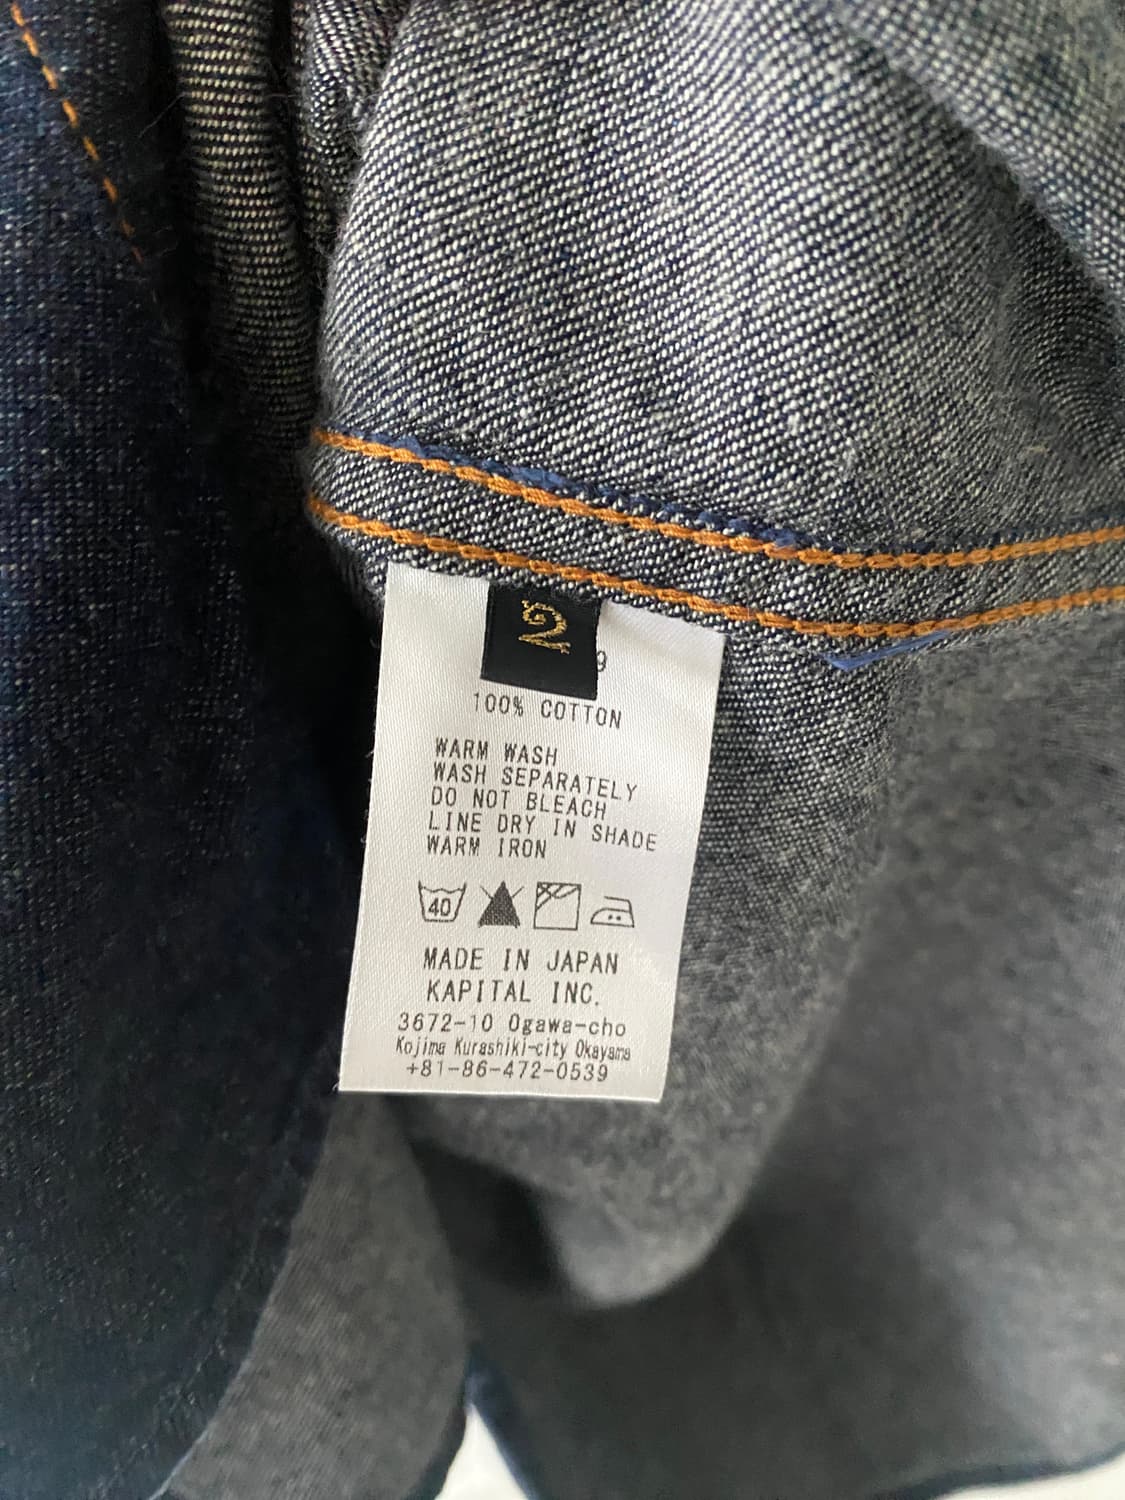 2
9
100% COTTON
WARM WASH
WASH SEPARATELY
DO NOT BLEACH
LINE DRY IN SHADE
WARM IRON
40
MADE IN JAPAN
KAPITAL INC.
3672-10 Ogawa-cho
Kojima Kurashiki-city Okayama
+81-86-472-0539